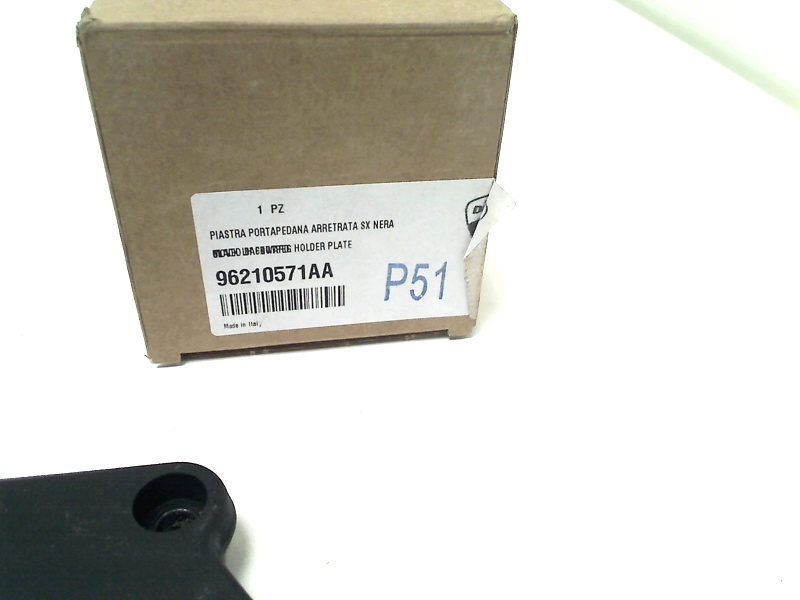 1 PZ
PIASTRA PORTAPEDANA ARRETRATA SX NERA
HOLDER PLATE
96210571AA
P51
Made in Italy